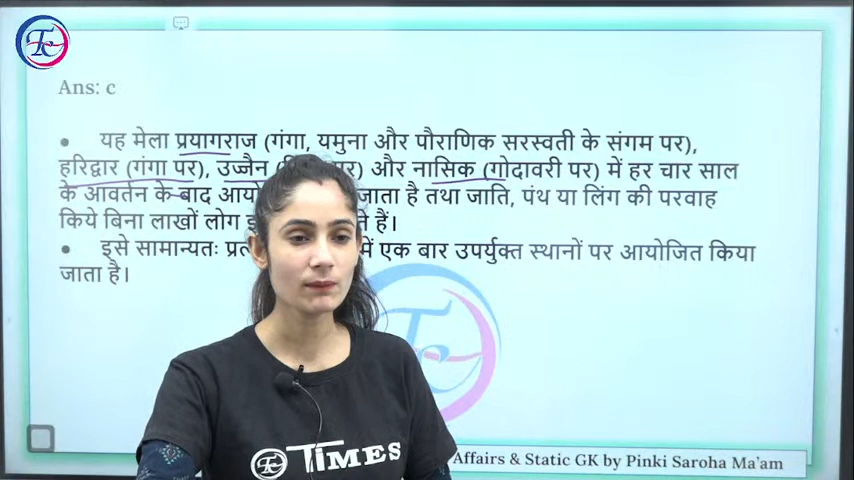 Ans: c
• यह मेला प्रयागराज (गंगा, यमुना और पौराणिक सरस्वती के संगम पर),
हरिद्वार (गंगा पर), उज्जैन पर) और नासिक (गोदावरी पर) में हर चार साल
के आवर्तन के बाद जाता है तथा जाति, पंथ या लिंग की परवाह
किये बिना लाखों लोग हैं।
• इसे सामान्यतः में एक बार उपर्युक्त स्थानों पर आयोजित किया
जाता है।
TIMES
Affairs & Static GK by Pinki Saroha Ma'am